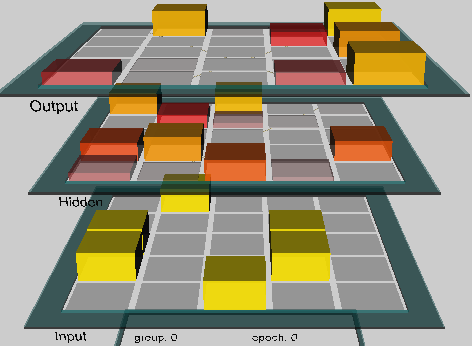 Output
Hidden
Input
group: 0 epoch: 0